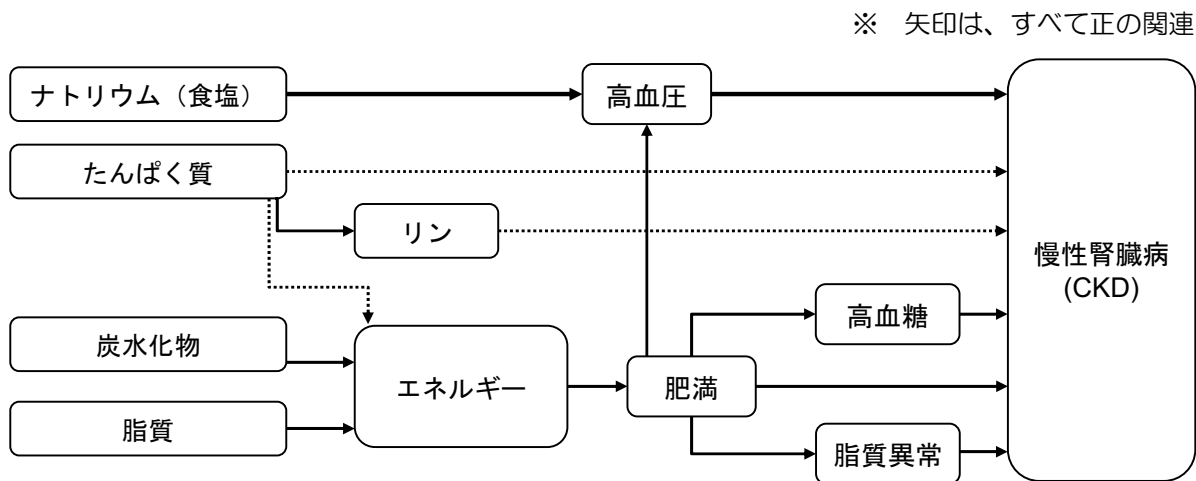 ※ 矢印は、すべて正の関連
ナトリウム（食塩）
高血圧
たんぱく質
リン
慢性腎臓病
(CKD)
高血糖
炭水化物
エネルギー
肥満
脂質
脂質異常